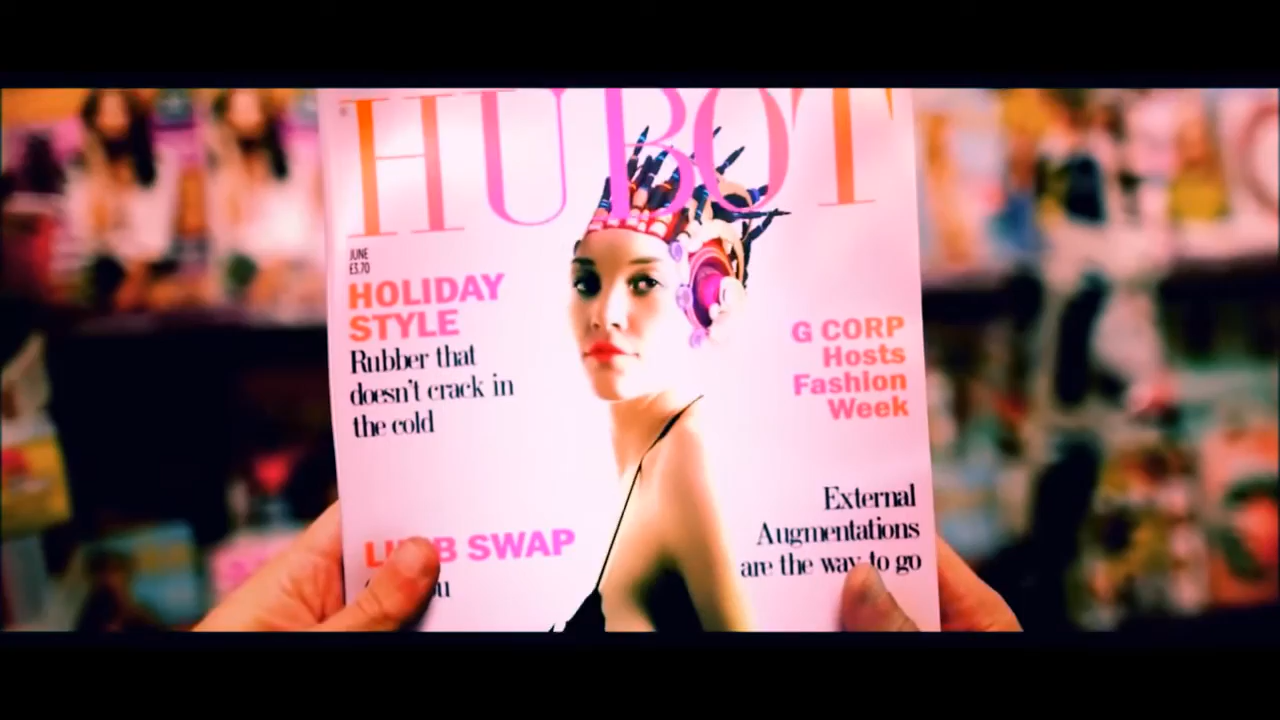 HUBOT
JUNE
£3.70
HOLIDAY
STYLE
Rubber that
doesn't crack in
the cold
G CORP
Hosts
Fashion
Week
External
Augmentations
are the way to go
SWAP